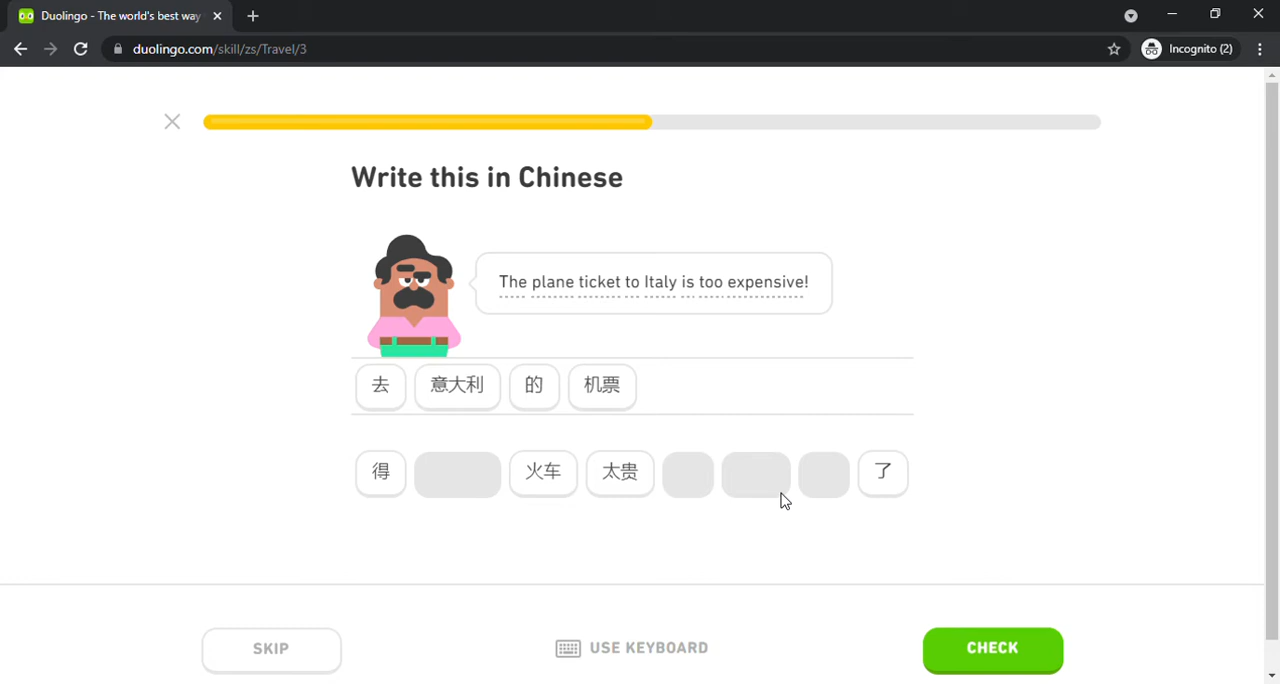 Duolingo - The world's best way
duolingo.com/skill/zs/Travel/3
Incognito (2)
Write this in Chinese
The plane ticket to Italy is too expensive!
去 意大利 的 机票
得 火车 太贵 了
SKIP
USE KEYBOARD
CHECK